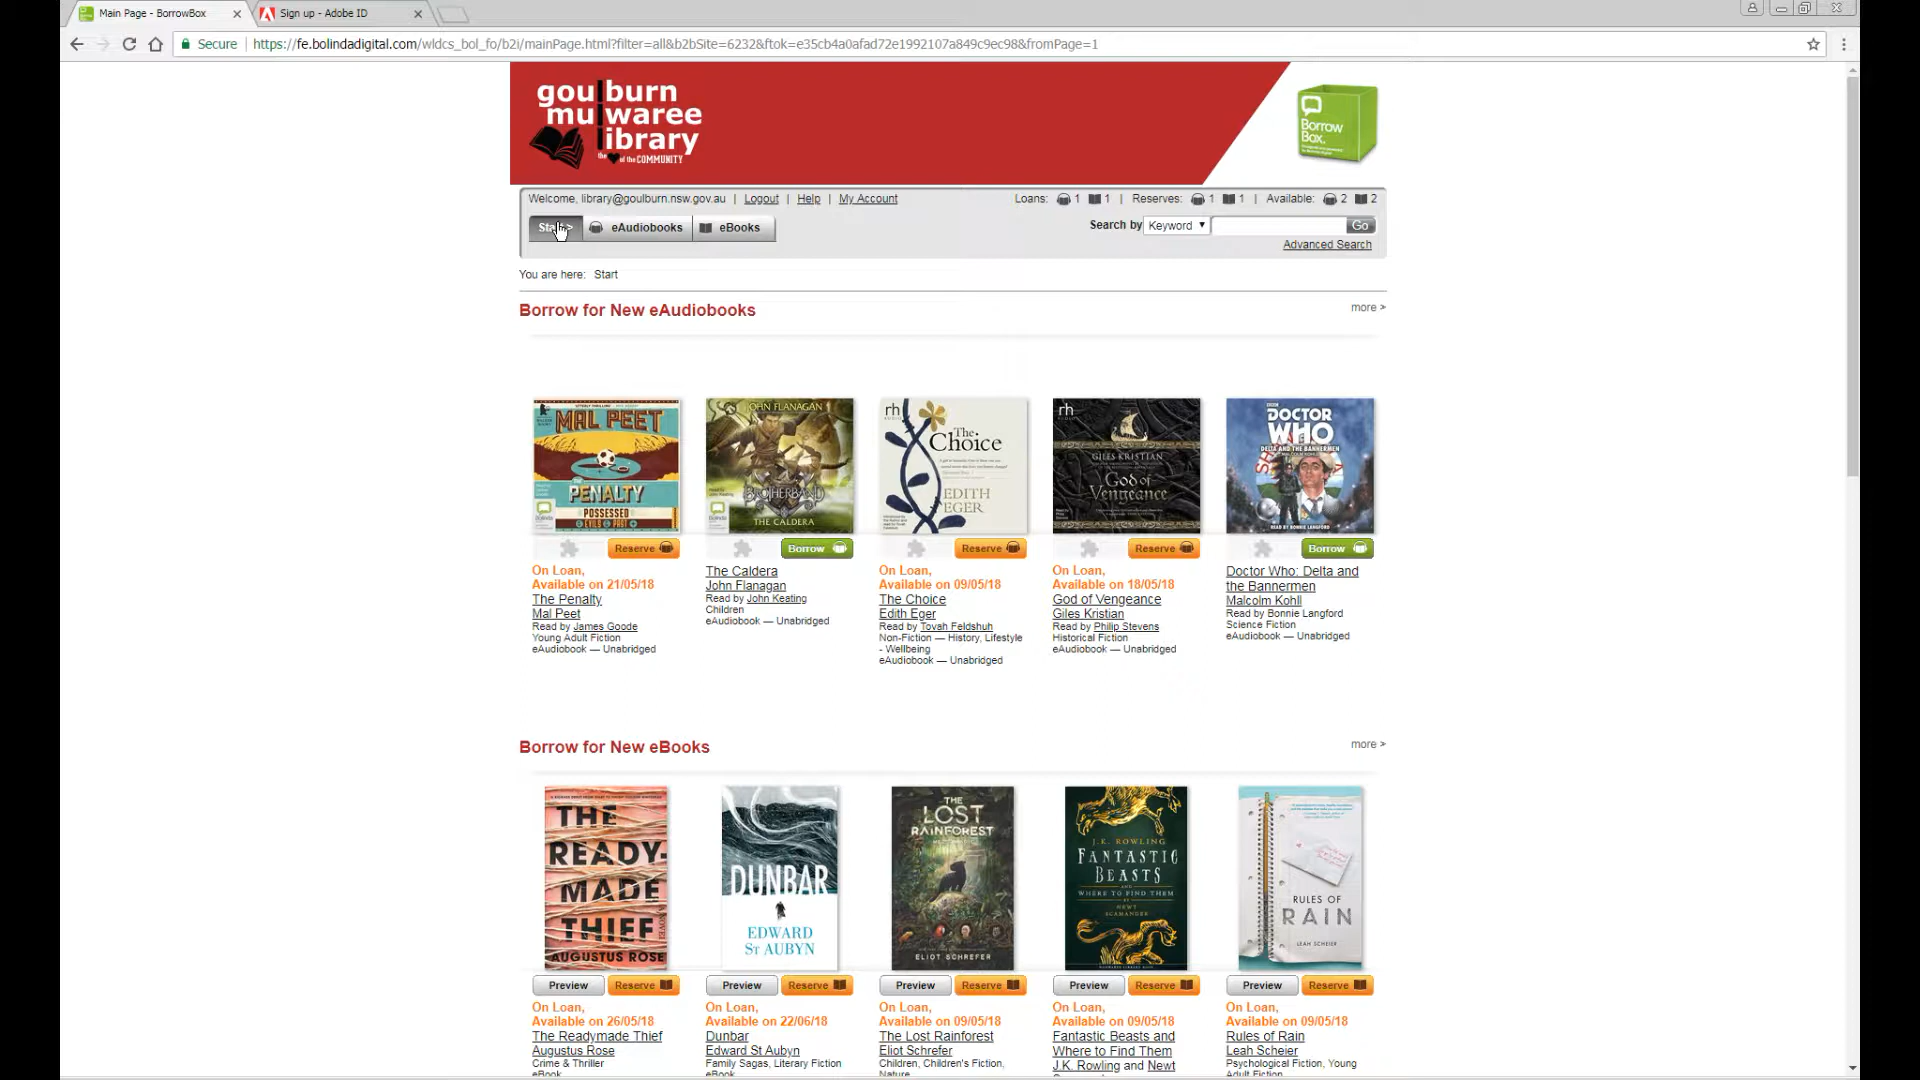 Main Page - BorrowBox
Sign up - Adobe ID
Secure https://fe.bolindadigital.com/wldcs_bol_fo/b2i/mainPage.html?filter=all&b2bSite=6232&ftok=e35cb4a0afad72e1992107a849c9ec98&fromPage=1
goulburn
mulwaree
library
the of the COMMUNITY
Borrow
Box.
Welcome, library@goulburn.nsw.gov.au | Logout | Help | My Account
Loans: 1 1 | Reserves: 1 1 | Available: 2 2
eAudiobooks eBooks
Search by Keyword Go
Advanced Search
You are here: Start
Borrow for New eAudiobooks more >
MAL PEET
THE
PENALTY
POSSESSED
EVILS PAST
JOHN FLANAGAN
BROTHERBAND
THE CALDERA
rh
The
Choice
EDITH
EGER
rh
GILES KRISTIAN
God of
Vengeance
DOCTOR
WHO
DELTA AND THE BANNERMEN
READ BY BONNIE LANGFORD
Reserve Borrow Reserve Reserve Borrow
On Loan,
Available on 21/05/18
The Penalty
Mal Peet
Read by James Goode
Young Adult Fiction
eAudiobook — Unabridged
The Caldera
John Flanagan
Read by John Keating
Children
eAudiobook — Unabridged
On Loan,
Available on 09/05/18
The Choice
Edith Eger
Read by Tovah Feldshuh
Non-Fiction — History, Lifestyle
- Wellbeing
eAudiobook — Unabridged
On Loan,
Available on 18/05/18
God of Vengeance
Giles Kristian
Read by Philip Stevens
Historical Fiction
eAudiobook — Unabridged
Doctor Who: Delta and
the Bannermen
Malcolm Kohll
Read by Bonnie Langford
Science Fiction
eAudiobook — Unabridged
Borrow for New eBooks more >
THE
READY-
MADE
THIEF
AUGUSTUS ROSE
DUNBAR
EDWARD
ST AUBYN
THE
LOST
RAINFOREST
ELIOT SCHREFER
J.K. ROWLING
FANTASTIC
BEASTS
AND
WHERE TO FIND THEM
BY
NEWT
SCAMANDER
RULES OF
RAIN
LEAH SCHEIER
Preview Reserve Preview Reserve Preview Reserve Preview Reserve Preview Reserve
On Loan,
Available on 26/05/18
The Readymade Thief
Augustus Rose
Crime & Thriller
eBook
On Loan,
Available on 22/06/18
Dunbar
Edward St Aubyn
Family Sagas, Literary Fiction
eBook
On Loan,
Available on 09/05/18
The Lost Rainforest
Eliot Schrefer
Children, Children's Fiction,
Nature
On Loan,
Available on 09/05/18
Fantastic Beasts and
Where to Find Them
J.K. Rowling and Newt
On Loan,
Available on 09/05/18
Rules of Rain
Leah Scheier
Psychological Fiction, Young
Adult Fiction